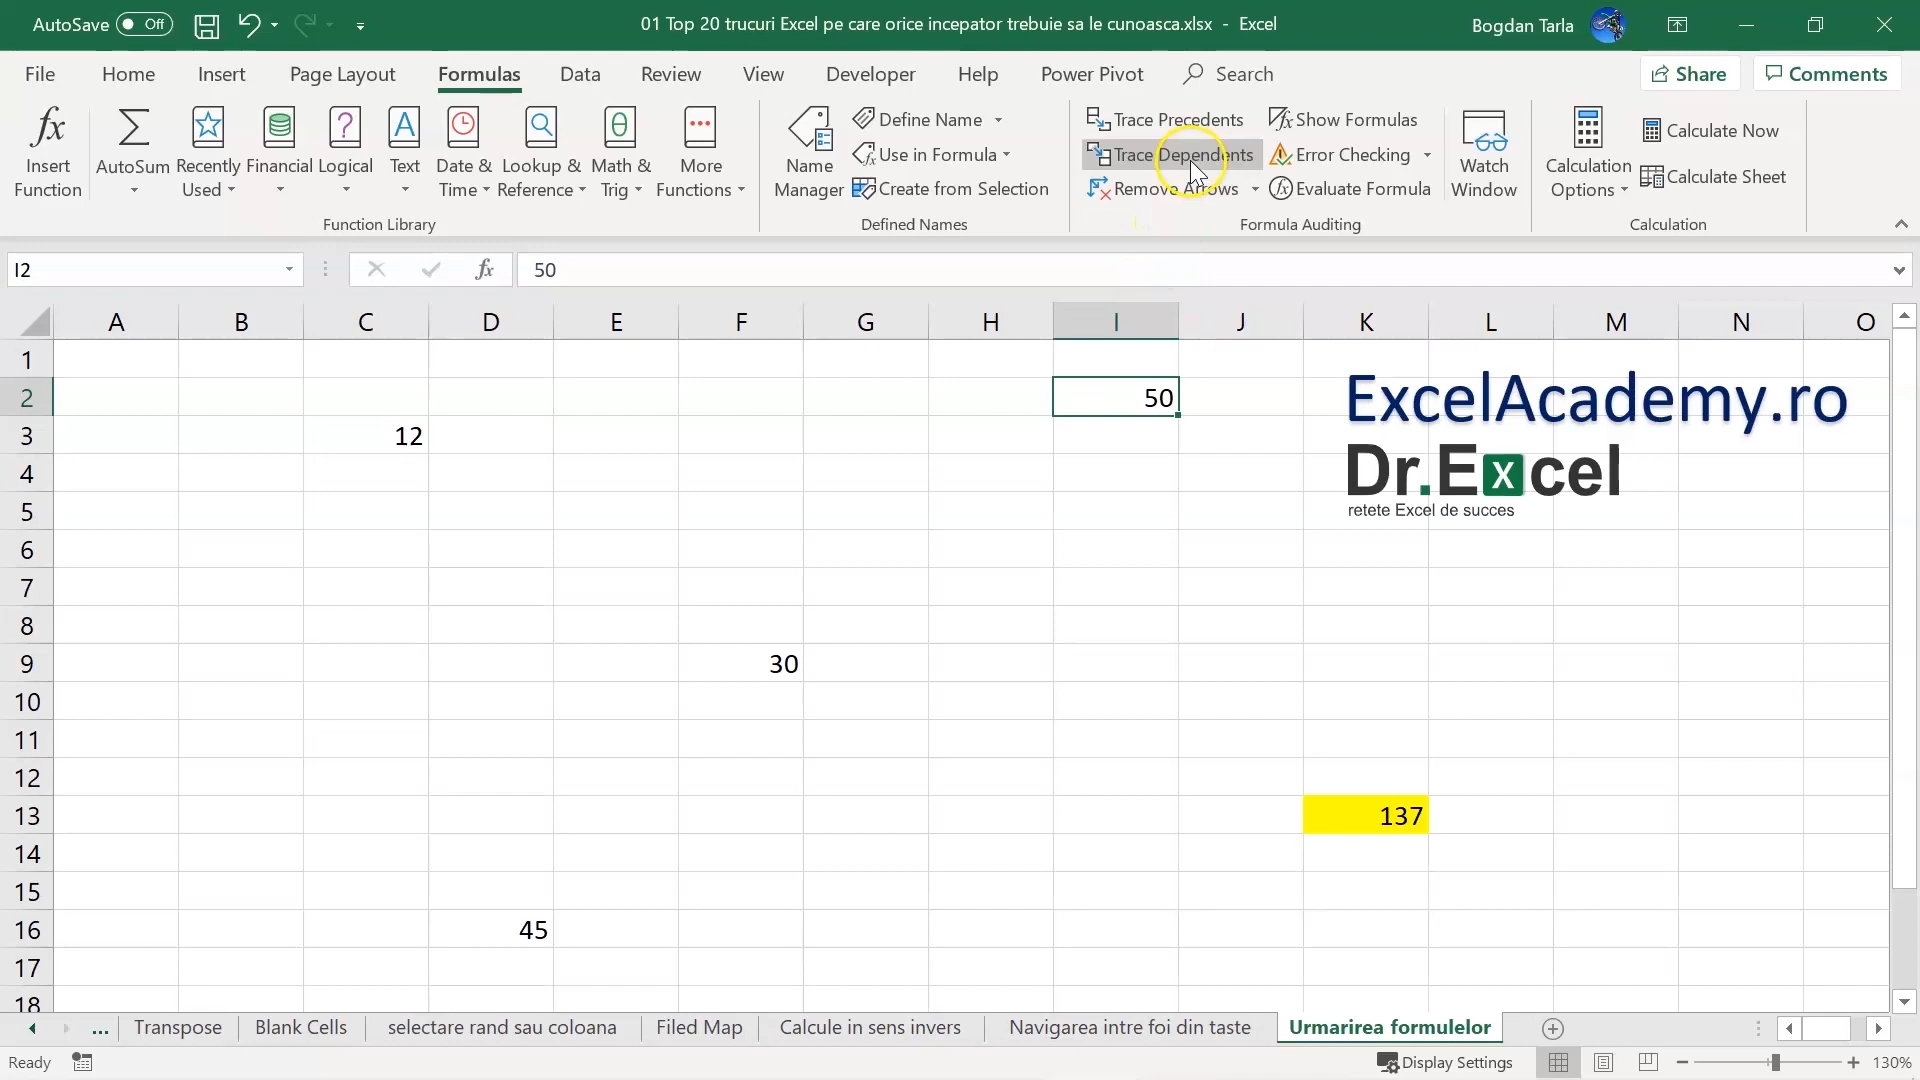 AutoSave Off 01 Top 20 trucuri Excel pe care orice incepator trebuie sa le cunoasca.xlsx - Excel Bogdan Tarla
File Home Insert Page Layout Formulas Data Review View Developer Help Power Pivot Search Share Comments
Insert Function
AutoSum
Recently Used
Financial
Logical
Text
Date & Time
Lookup & Reference
Math & Trig
More Functions
Function Library
Name Manager
Define Name
Use in Formula
Create from Selection
Defined Names
Trace Precedents
Trace Dependents
Remove Arrows
Show Formulas
Error Checking
Evaluate Formula
Formula Auditing
Watch Window
Calculation Options
Calculate Now
Calculate Sheet
Calculation
I2 fx 50
A B C D E F G H I J K L M N O
1
2 50
3 12
4
5
6
7
8
9 30
10
11
12
13 137
14
15
16 45
17
18
ExcelAcademy.ro
Dr.Excel
retete Excel de succes
... Transpose Blank Cells selectare rand sau coloana Filed Map Calcule in sens invers Navigarea intre foi din taste Urmarirea formulelor
Ready Display Settings 130%